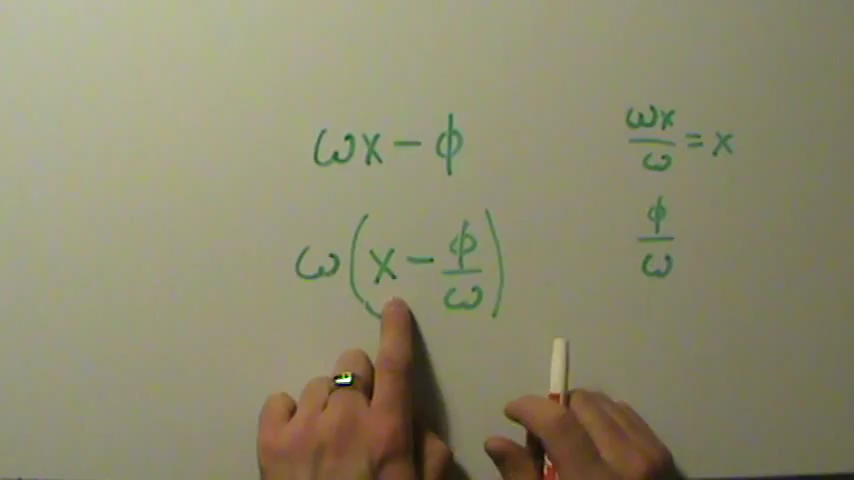 ωx − ϕ
ω(x − ϕ/ω)
ωx/ω = x
ϕ/ω